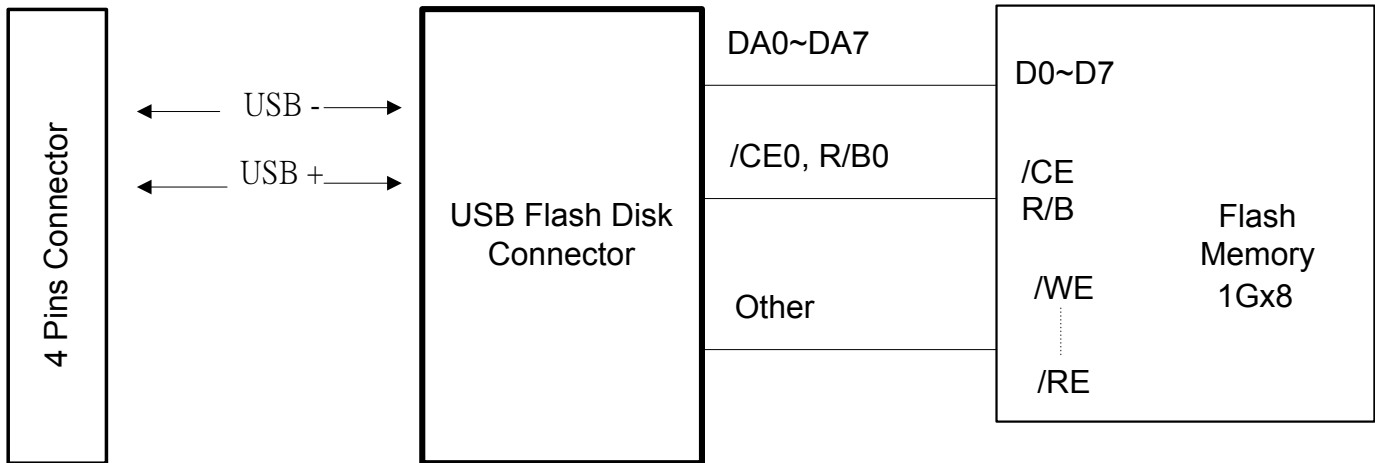 4 Pins Connector
USB -
USB +
USB Flash Disk
Connector
DA0~DA7
/CE0, R/B0
Other
D0~D7
/CE
R/B
/WE
/RE
Flash
Memory
1Gx8